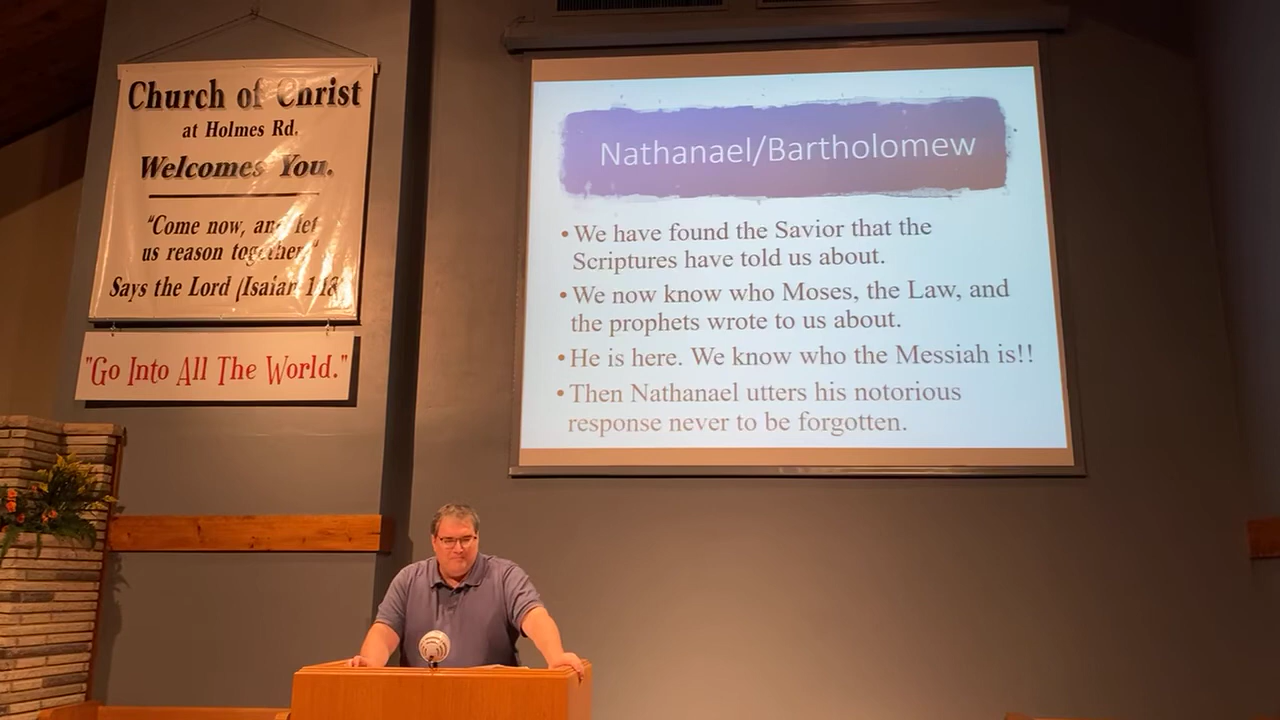 Church of Christ
at Holmes Rd.
Welcomes You.
"Come now, and let
us reason together,"
Says the Lord (Isaiah 1:18)
"Go Into All The World."
Nathanael/Bartholomew
• We have found the Savior that the
Scriptures have told us about.
• We now know who Moses, the Law, and
the prophets wrote to us about.
• He is here. We know who the Messiah is!!
• Then Nathanael utters his notorious
response never to be forgotten.